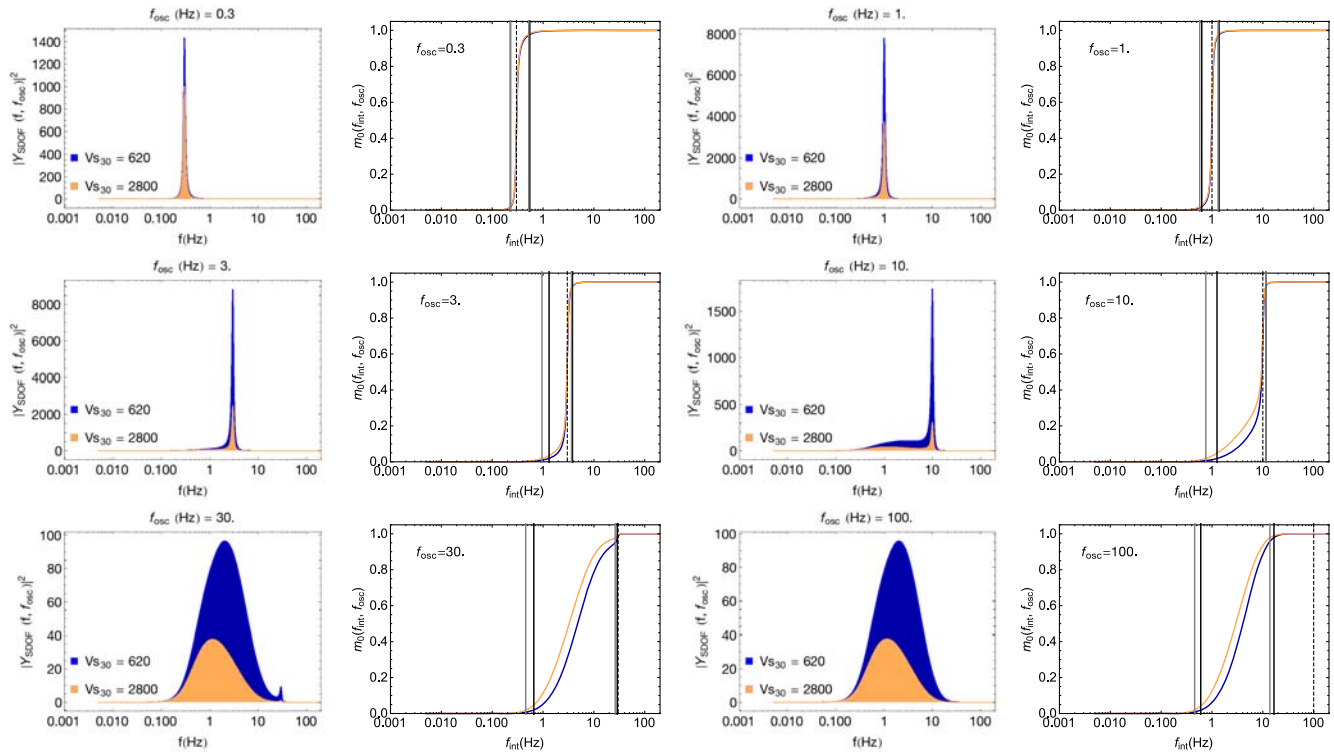 f_osc (Hz) = 0.3
|Y_SDOF (f, f_osc)|²
1400
1200
1000
800
600
400
200
0
Vs₃₀ = 620
Vs₃₀ = 2800
0.001 0.010 0.100 1 10 100
f(Hz)
f_osc=0.3
m₀(f_int, f_osc)
1.0
0.8
0.6
0.4
0.2
0.0
0.001 0.010 0.100 1 10 100
f_int(Hz)
f_osc (Hz) = 1.
|Y_SDOF (f, f_osc)|²
8000
6000
4000
2000
0
Vs₃₀ = 620
Vs₃₀ = 2800
0.001 0.010 0.100 1 10 100
f(Hz)
f_osc=1.
m₀(f_int, f_osc)
1.0
0.8
0.6
0.4
0.2
0.0
0.001 0.010 0.100 1 10 100
f_int(Hz)
f_osc (Hz) = 3.
|Y_SDOF (f, f_osc)|²
8000
6000
4000
2000
0
Vs₃₀ = 620
Vs₃₀ = 2800
0.001 0.010 0.100 1 10 100
f(Hz)
f_osc=3.
m₀(f_int, f_osc)
1.0
0.8
0.6
0.4
0.2
0.0
0.001 0.010 0.100 1 10 100
f_int(Hz)
f_osc (Hz) = 10.
|Y_SDOF (f, f_osc)|²
1500
1000
500
0
Vs₃₀ = 620
Vs₃₀ = 2800
0.001 0.010 0.100 1 10 100
f(Hz)
f_osc=10.
m₀(f_int, f_osc)
1.0
0.8
0.6
0.4
0.2
0.0
0.001 0.010 0.100 1 10 100
f_int(Hz)
f_osc (Hz) = 30.
|Y_SDOF (f, f_osc)|²
100
80
60
40
20
0
Vs₃₀ = 620
Vs₃₀ = 2800
0.001 0.010 0.100 1 10 100
f(Hz)
f_osc=30.
m₀(f_int, f_osc)
1.0
0.8
0.6
0.4
0.2
0.0
0.001 0.010 0.100 1 10 100
f_int(Hz)
f_osc (Hz) = 100.
|Y_SDOF (f, f_osc)|²
100
80
60
40
20
0
Vs₃₀ = 620
Vs₃₀ = 2800
0.001 0.010 0.100 1 10 100
f(Hz)
f_osc=100.
m₀(f_int, f_osc)
1.0
0.8
0.6
0.4
0.2
0.0
0.001 0.010 0.100 1 10 100
f_int(Hz)